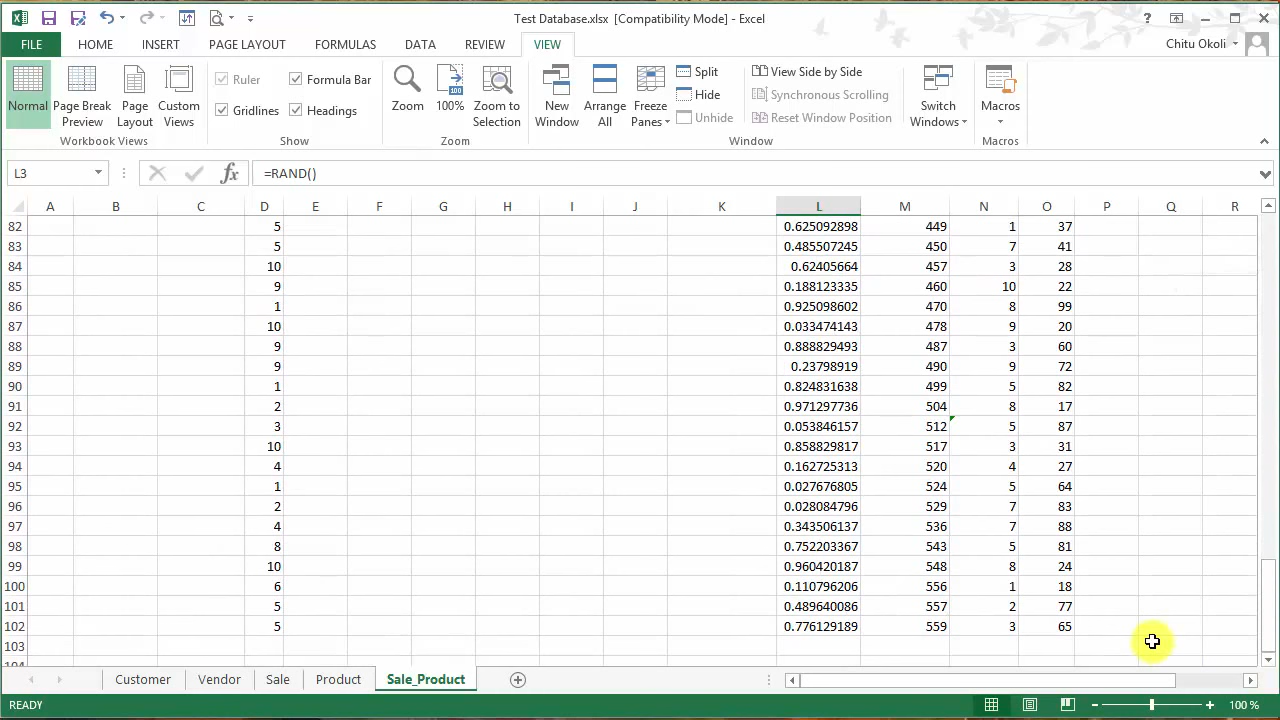 Test Database.xlsx [Compatibility Mode] - Excel
FILE HOME INSERT PAGE LAYOUT FORMULAS DATA REVIEW VIEW Chitu Okoli
Normal Page Break Preview Page Layout Custom Views
Workbook Views
Ruler Formula Bar
Gridlines Headings
Show
Zoom 100% Zoom to Selection
Zoom
New Window Arrange All Freeze Panes
Split
Hide
Unhide
View Side by Side
Synchronous Scrolling
Reset Window Position
Switch Windows
Window
Macros
Macros
L3 fx =RAND()
A B C D E F G H I J K L M N O P Q R
82 5 0.625092898 449 1 37
83 5 0.485507245 450 7 41
84 10 0.62405664 457 3 28
85 9 0.188123335 460 10 22
86 1 0.925098602 470 8 99
87 10 0.033474143 478 9 20
88 9 0.888829493 487 3 60
89 9 0.23798919 490 9 72
90 1 0.824831638 499 5 82
91 2 0.971297736 504 8 17
92 3 0.053846157 512 5 87
93 10 0.858829817 517 3 31
94 4 0.162725313 520 4 27
95 1 0.027676805 524 5 64
96 2 0.028084796 529 7 83
97 4 0.343506137 536 7 88
98 8 0.752203367 543 5 81
99 10 0.960420187 548 8 24
100 6 0.110796206 556 1 18
101 5 0.489640086 557 2 77
102 5 0.776129189 559 3 65
103
104
Customer Vendor Sale Product Sale_Product
READY 100 %